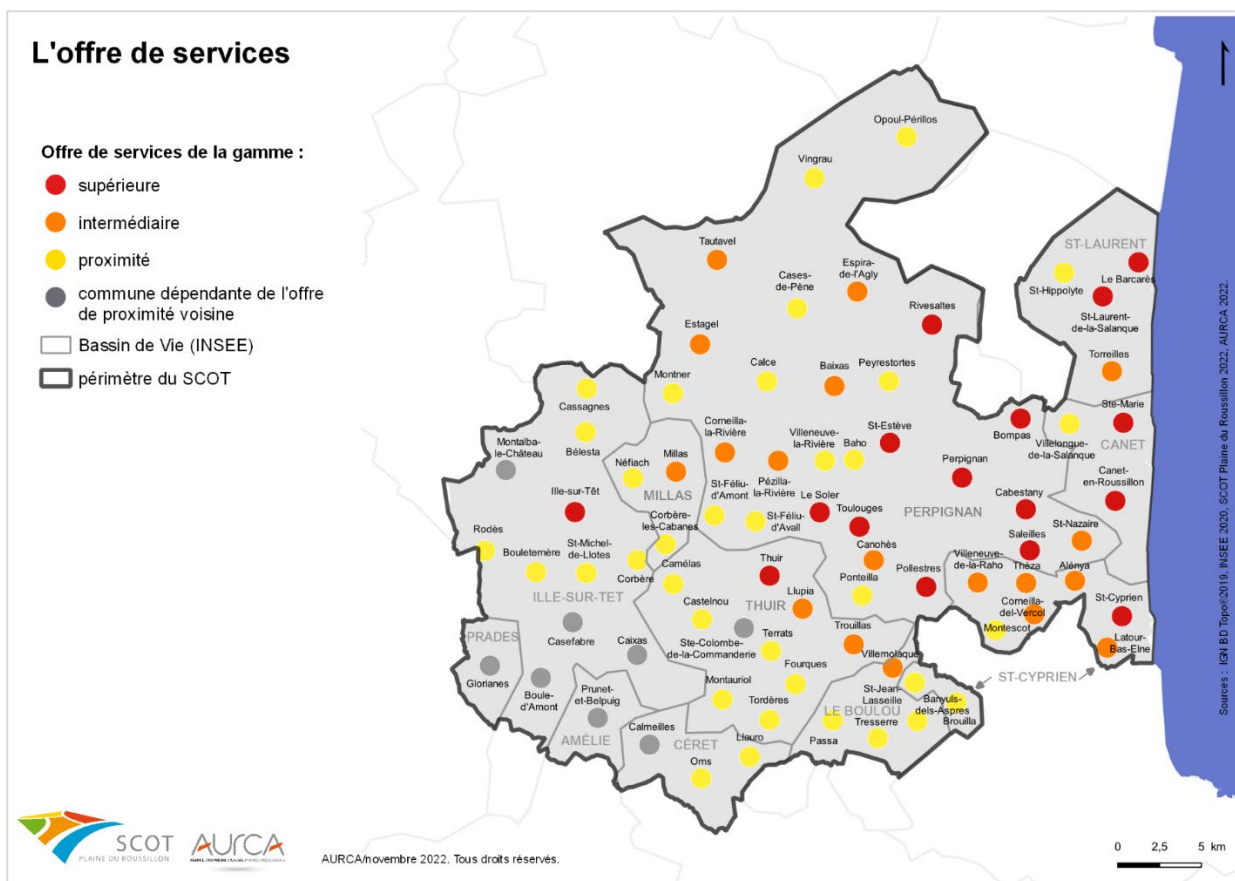 L'offre de services
Offre de services de la gamme :
supérieure
intermédiaire
proximité
commune dépendante de l'offre
de proximité voisine
Bassin de Vie (INSEE)
périmètre du SCOT
Opoul-Périllos
Vingrau
Tautavel
Espira-
de-l'Agly
Cases-
de-Pène
Rivesaltes
ST-LAURENT
Le Barcarès
St-Hippolyte
St-Laurent-
de-la-Salanque
Torreilles
Estagel
Calce
Baixas
Peyrestortes
Montner
Cassagnes
Bélesta
Montalba-
le-Château
Corneilla-
la-Rivière
Villeneuve-
la-Rivière
Baho
St-Estève
Bompas
Ste-Marie
Villelongue-
de-la-Salanque
CANET
Canet-
en-Roussillon
Néfiach
Millas
MILLAS
Pézilla-
la-Rivière
Perpignan
PERPIGNAN
Cabestany
Ille-sur-Têt
St-Féliu-
d'Amont
St-Féliu-
d'Avall
Le Soler
Toulouges
Saleilles
St-Nazaire
Corbère-
les-Cabanes
Rodès
Bouleternère
St-Michel-
de-Llotes
Corbère
Camélas
Thuir
Canohès
Ponteilla
Pollestres
Villeneuve-
de-la-Raho
Théza
Alénya
St-Cyprien
ILLE-SUR-TET
Castelnou
THUIR
Llupia
Corneilla-
del-Vercol
Montescot
Latour-
Bas-Elne
ST-CYPRIEN
Casefabre
Caixas
Ste-Colombe-
de-la-Commanderie
Terrats
Trouillas
Villemolaque
PRADES
Glorianes
Boule-
d'Amont
Prunet-
et-Belpuig
AMÉLIE
Montauriol
Fourques
Tordères
St-Jean-
Lasseille
LE BOULOU
Banyuls-
dels-Aspres
Brouilla
Tresserre
Passa
Calmeilles
CÉRET
Llauro
Oms
Sources : IGN BD Topo®2019, INSEE 2020, SCOT Plaine du Roussillon 2022, AURCA 2022.
SCOT
PLAINE DU ROUSSILLON
AURCA
AURCA/novembre 2022. Tous droits réservés.
0 2,5 5 km